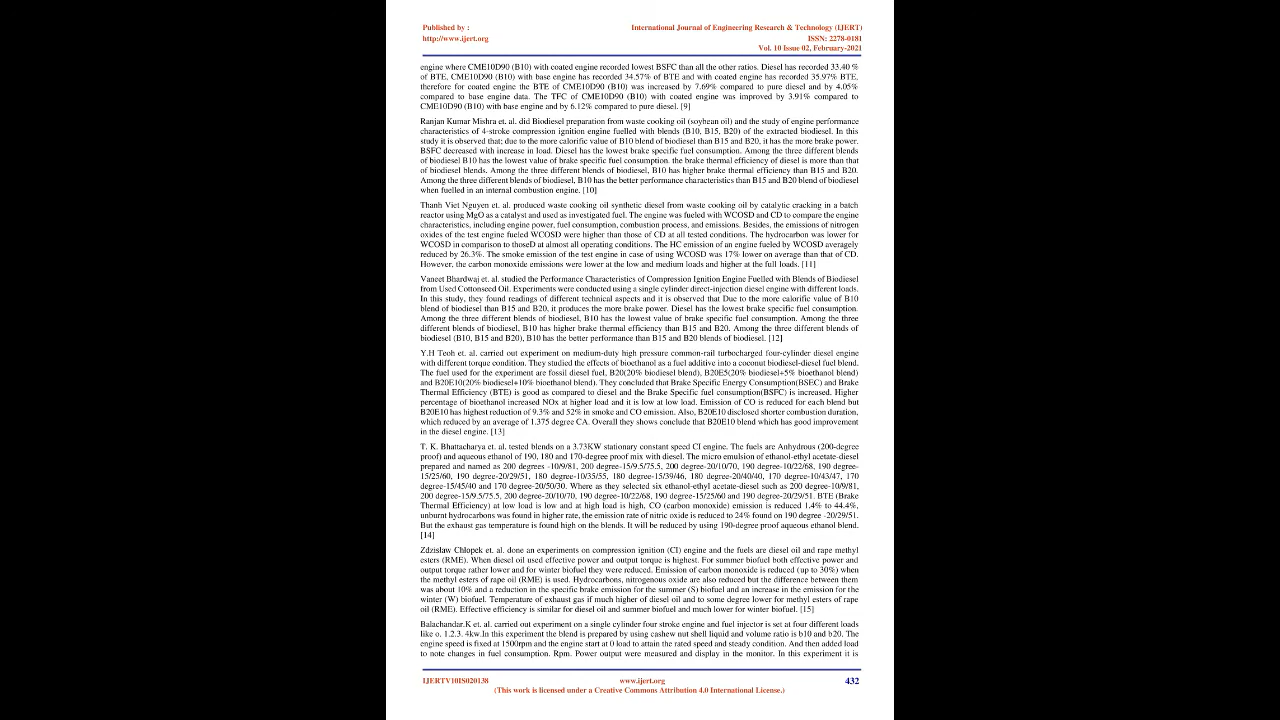 Published by :
International Journal of Engineering Research & Technology (IJERT)
http://www.ijert.org
ISSN: 2278-0181
Vol. 10 Issue 02, February-2021
engine where CME10D90 (B10) with coated engine recorded lowest BSFC than all the other ratios. Diesel has recorded 33.40 %
of BTE, CME10D90 (B10) with base engine has recorded 34.57% of BTE and with coated engine has recorded 35.97% BTE,
therefore for coated engine the BTE of CME10D90 (B10) was increased by 7.69% compared to pure diesel and by 4.05%
compared to base engine data. The TFC of CME10D90 (B10) with coated engine was improved by 3.91% compared to
CME10D90 (B10) with base engine and by 6.12% compared to pure diesel. [9]
Ranjan Kumar Mishra et. al. did Biodiesel preparation from waste cooking oil (soybean oil) and the study of engine performance
characteristics of 4-stroke compression ignition engine fuelled with blends (B10, B15, B20) of the extracted biodiesel. In this
study it is observed that; due to the more calorific value of B10 blend of biodiesel than B15 and B20, it has the more brake power.
BSFC decreased with increase in load. Diesel has the lowest brake specific fuel consumption. Among the three different blends
of biodiesel B10 has the lowest value of brake specific fuel consumption. the brake thermal efficiency of diesel is more than that
of biodiesel blends. Among the three different blends of biodiesel, B10 has higher brake thermal efficiency than B15 and B20.
Among the three different blends of biodiesel, B10 has the better performance characteristics than B15 and B20 blend of biodiesel
when fuelled in an internal combustion engine. [10]
Thanh Viet Nguyen et. al. produced waste cooking oil synthetic diesel from waste cooking oil by catalytic cracking in a batch
reactor using MgO as a catalyst and used as investigated fuel. The engine was fueled with WCOSD and CD to compare the engine
characteristics, including engine power, fuel consumption, combustion process, and emissions. Besides, the emissions of nitrogen
oxides of the test engine fueled WCOSD were higher than those of CD at all tested conditions. The hydrocarbon was lower for
WCOSD in comparison to thoseD at almost all operating conditions. The HC emission of an engine fueled by WCOSD averagely
reduced by 26.3%. The smoke emission of the test engine in case of using WCOSD was 17% lower on average than that of CD.
However, the carbon monoxide emissions were lower at the low and medium loads and higher at the full loads. [11]
Vaneet Bhardwaj et. al. studied the Performance Characteristics of Compression Ignition Engine Fuelled with Blends of Biodiesel
from Used Cottonseed Oil. Experiments were conducted using a single cylinder direct-injection diesel engine with different loads.
In this study, they found readings of different technical aspects and it is observed that Due to the more calorific value of B10
blend of biodiesel than B15 and B20, it produces the more brake power. Diesel has the lowest brake specific fuel consumption.
Among the three different blends of biodiesel, B10 has the lowest value of brake specific fuel consumption. Among the three
different blends of biodiesel, B10 has higher brake thermal efficiency than B15 and B20. Among the three different blends of
biodiesel (B10, B15 and B20), B10 has the better performance than B15 and B20 blends of biodiesel. [12]
Y.H Teoh et. al. carried out experiment on medium-duty high pressure common-rail turbocharged four-cylinder diesel engine
with different torque condition. They studied the effects of bioethanol as a fuel additive into a coconut biodiesel-diesel fuel blend.
The fuel used for the experiment are fossil diesel fuel, B20(20% biodiesel blend), B20E5(20% biodiesel+5% bioethanol blend)
and B20E10(20% biodiesel+10% bioethanol blend). They concluded that Brake Specific Energy Consumption(BSEC) and Brake
Thermal Efficiency (BTE) is good as compared to diesel and the Brake Specific fuel consumption(BSFC) is increased. Higher
percentage of bioethanol increased NOx at higher load and it is low at low load. Emission of CO is reduced for each blend but
B20E10 has highest reduction of 9.3% and 52% in smoke and CO emission. Also, B20E10 disclosed shorter combustion duration,
which reduced by an average of 1.375 degree CA. Overall they shows conclude that B20E10 blend which has good improvement
in the diesel engine. [13]
T. K. Bhattacharya et. al. tested blends on a 3.73KW stationary constant speed CI engine. The fuels are Anhydrous (200-degree
proof) and aqueous ethanol of 190, 180 and 170-degree proof mix with diesel. The micro emulsion of ethanol-ethyl acetate-diesel
prepared and named as 200 degrees -10/9/81, 200 degree-15/9.5/75.5, 200 degree-20/10/70, 190 degree-10/22/68, 190 degree-
15/25/60, 190 degree-20/29/51, 180 degree-10/35/55, 180 degree-15/39/46, 180 degree-20/40/40, 170 degree-10/43/47, 170
degree-15/45/40 and 170 degree-20/50/30. Where as they selected six ethanol-ethyl acetate-diesel such as 200 degree-10/9/81,
200 degree-15/9.5/75.5, 200 degree-20/10/70, 190 degree-10/22/68, 190 degree-15/25/60 and 190 degree-20/29/51. BTE (Brake
Thermal Efficiency) at low load is low and at high load is high, CO (carbon monoxide) emission is reduced 1.4% to 44.4%,
unburnt hydrocarbons was found in higher rate, the emission rate of nitric oxide is reduced to 24% found on 190 degree -20/29/51.
But the exhaust gas temperature is found high on the blends. It will be reduced by using 190-degree proof aqueous ethanol blend.
[14]
Zdzislaw Chłopek et. al. done an experiments on compression ignition (CI) engine and the fuels are diesel oil and rape methyl
esters (RME). When diesel oil used effective power and output torque is highest. For summer biofuel both effective power and
output torque rather lower and for winter biofuel they were reduced. Emission of carbon monoxide is reduced (up to 30%) when
the methyl esters of rape oil (RME) is used. Hydrocarbons, nitrogenous oxide are also reduced but the difference between them
was about 10% and a reduction in the specific brake emission for the summer (S) biofuel and an increase in the emission for the
winter (W) biofuel. Temperature of exhaust gas if much higher of diesel oil and to some degree lower for methyl esters of rape
oil (RME). Effective efficiency is similar for diesel oil and summer biofuel and much lower for winter biofuel. [15]
Balachandar.K et. al. carried out experiment on a single cylinder four stroke engine and fuel injector is set at four different loads
like o. 1.2.3. 4kw.In this experiment the blend is prepared by using cashew nut shell liquid and volume ratio is b10 and b20. The
engine speed is fixed at 1500rpm and the engine start at 0 load to attain the rated speed and steady condition. And then added load
to note changes in fuel consumption. Rpm. Power output were measured and display in the monitor. In this experiment it is
IJERTV10IS020138
www.ijert.org
432
(This work is licensed under a Creative Commons Attribution 4.0 International License.)